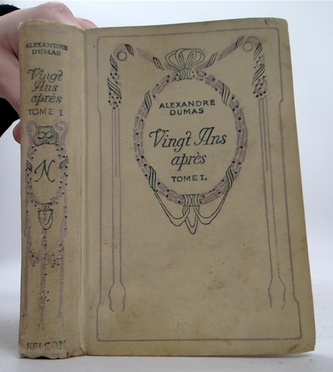 ALEXANDRE
DUMAS
Vingt Ans
après
TOME I.
N
NELSON
ALEXANDRE
DUMAS
Vingt Ans
après
TOME I.